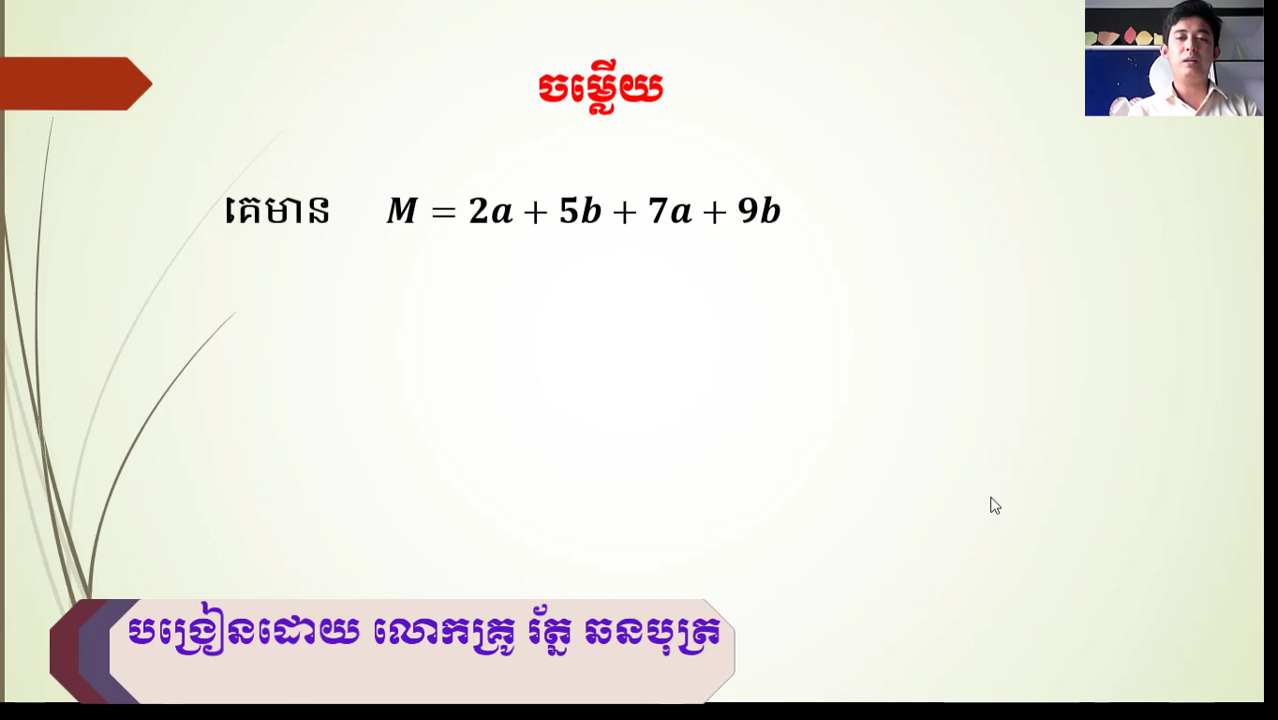 ចម្លើយ
គេមាន M = 2a + 5b + 7a + 9b
បង្រៀនដោយ លោកគ្រូ រ័ត្ន ឆនបុត្រ